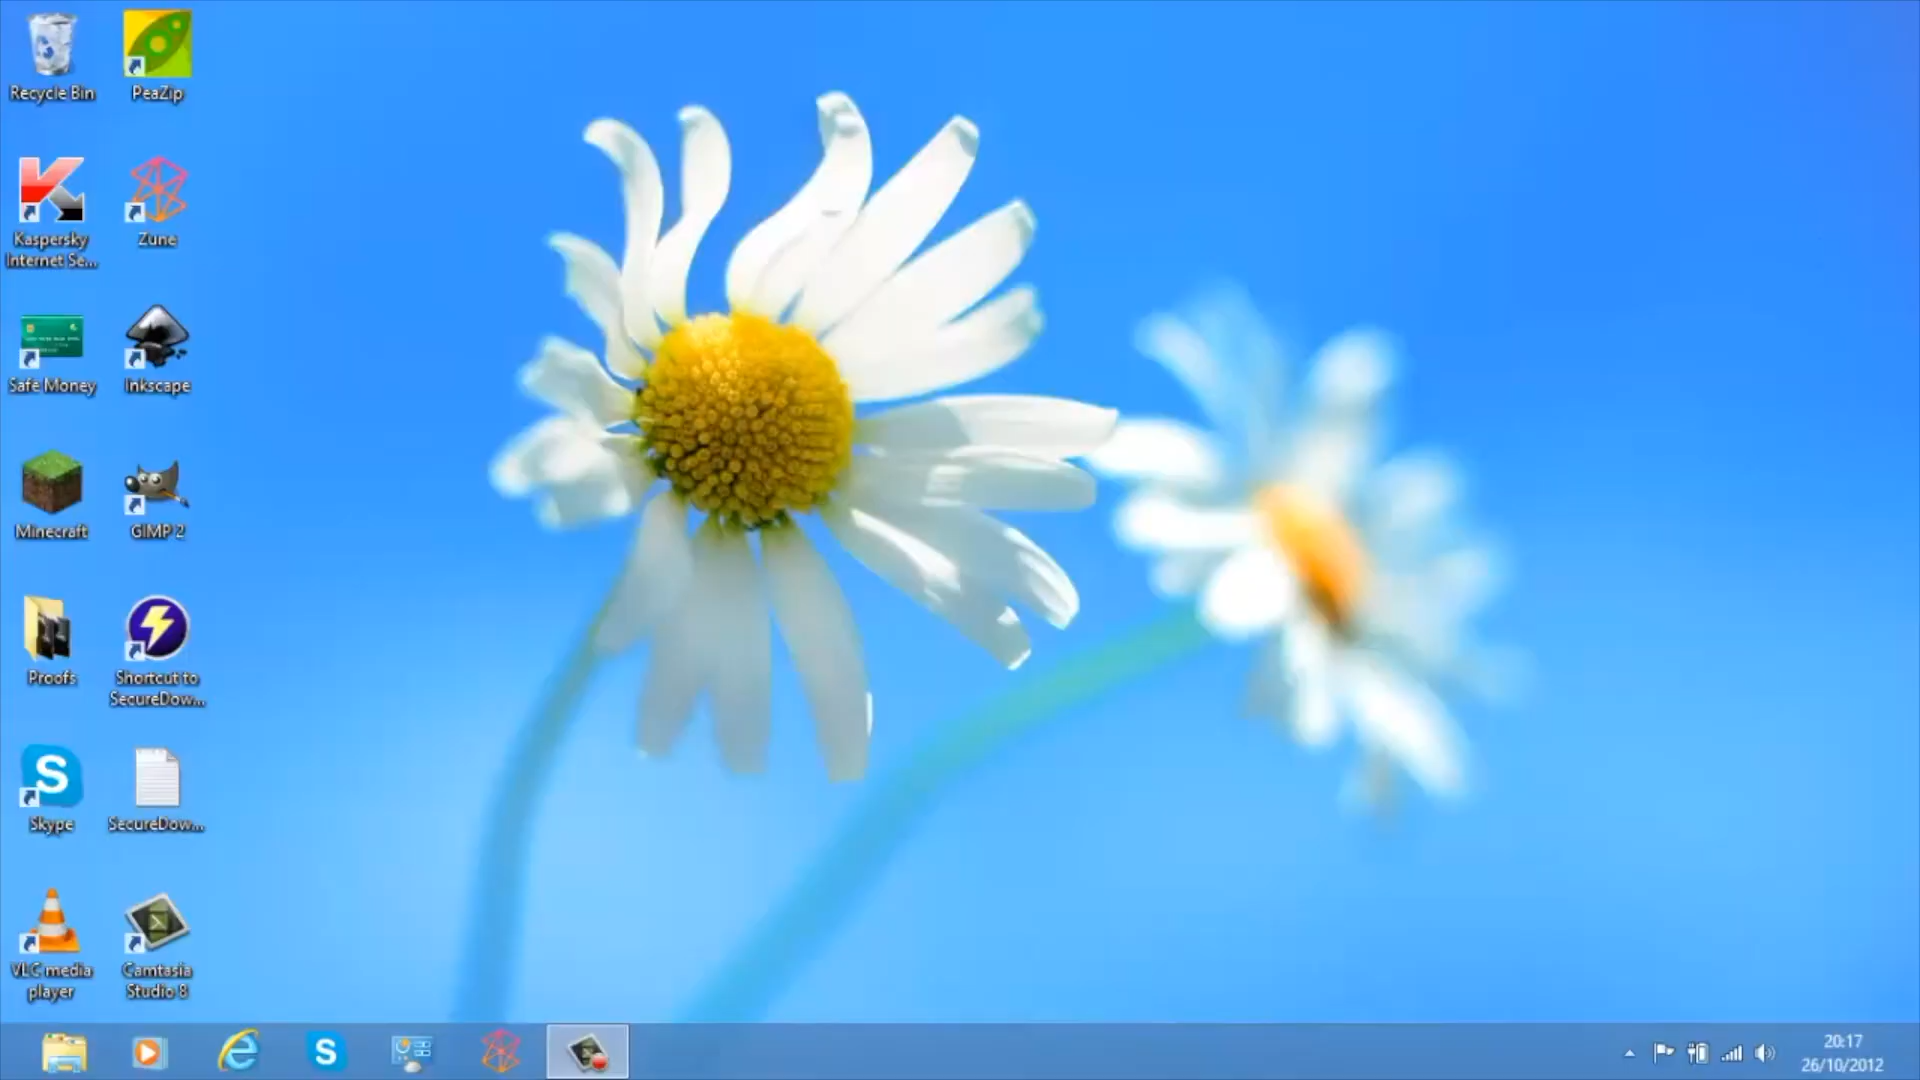 Recycle Bin
PeaZip
Kaspersky
Internet Se...
Zune
Safe Money
Inkscape
Minecraft
GIMP 2
Proofs
Shortcut to
SecureDow...
Skype
SecureDow...
VLC media
player
Camtasia
Studio 8
20:17
26/10/2012